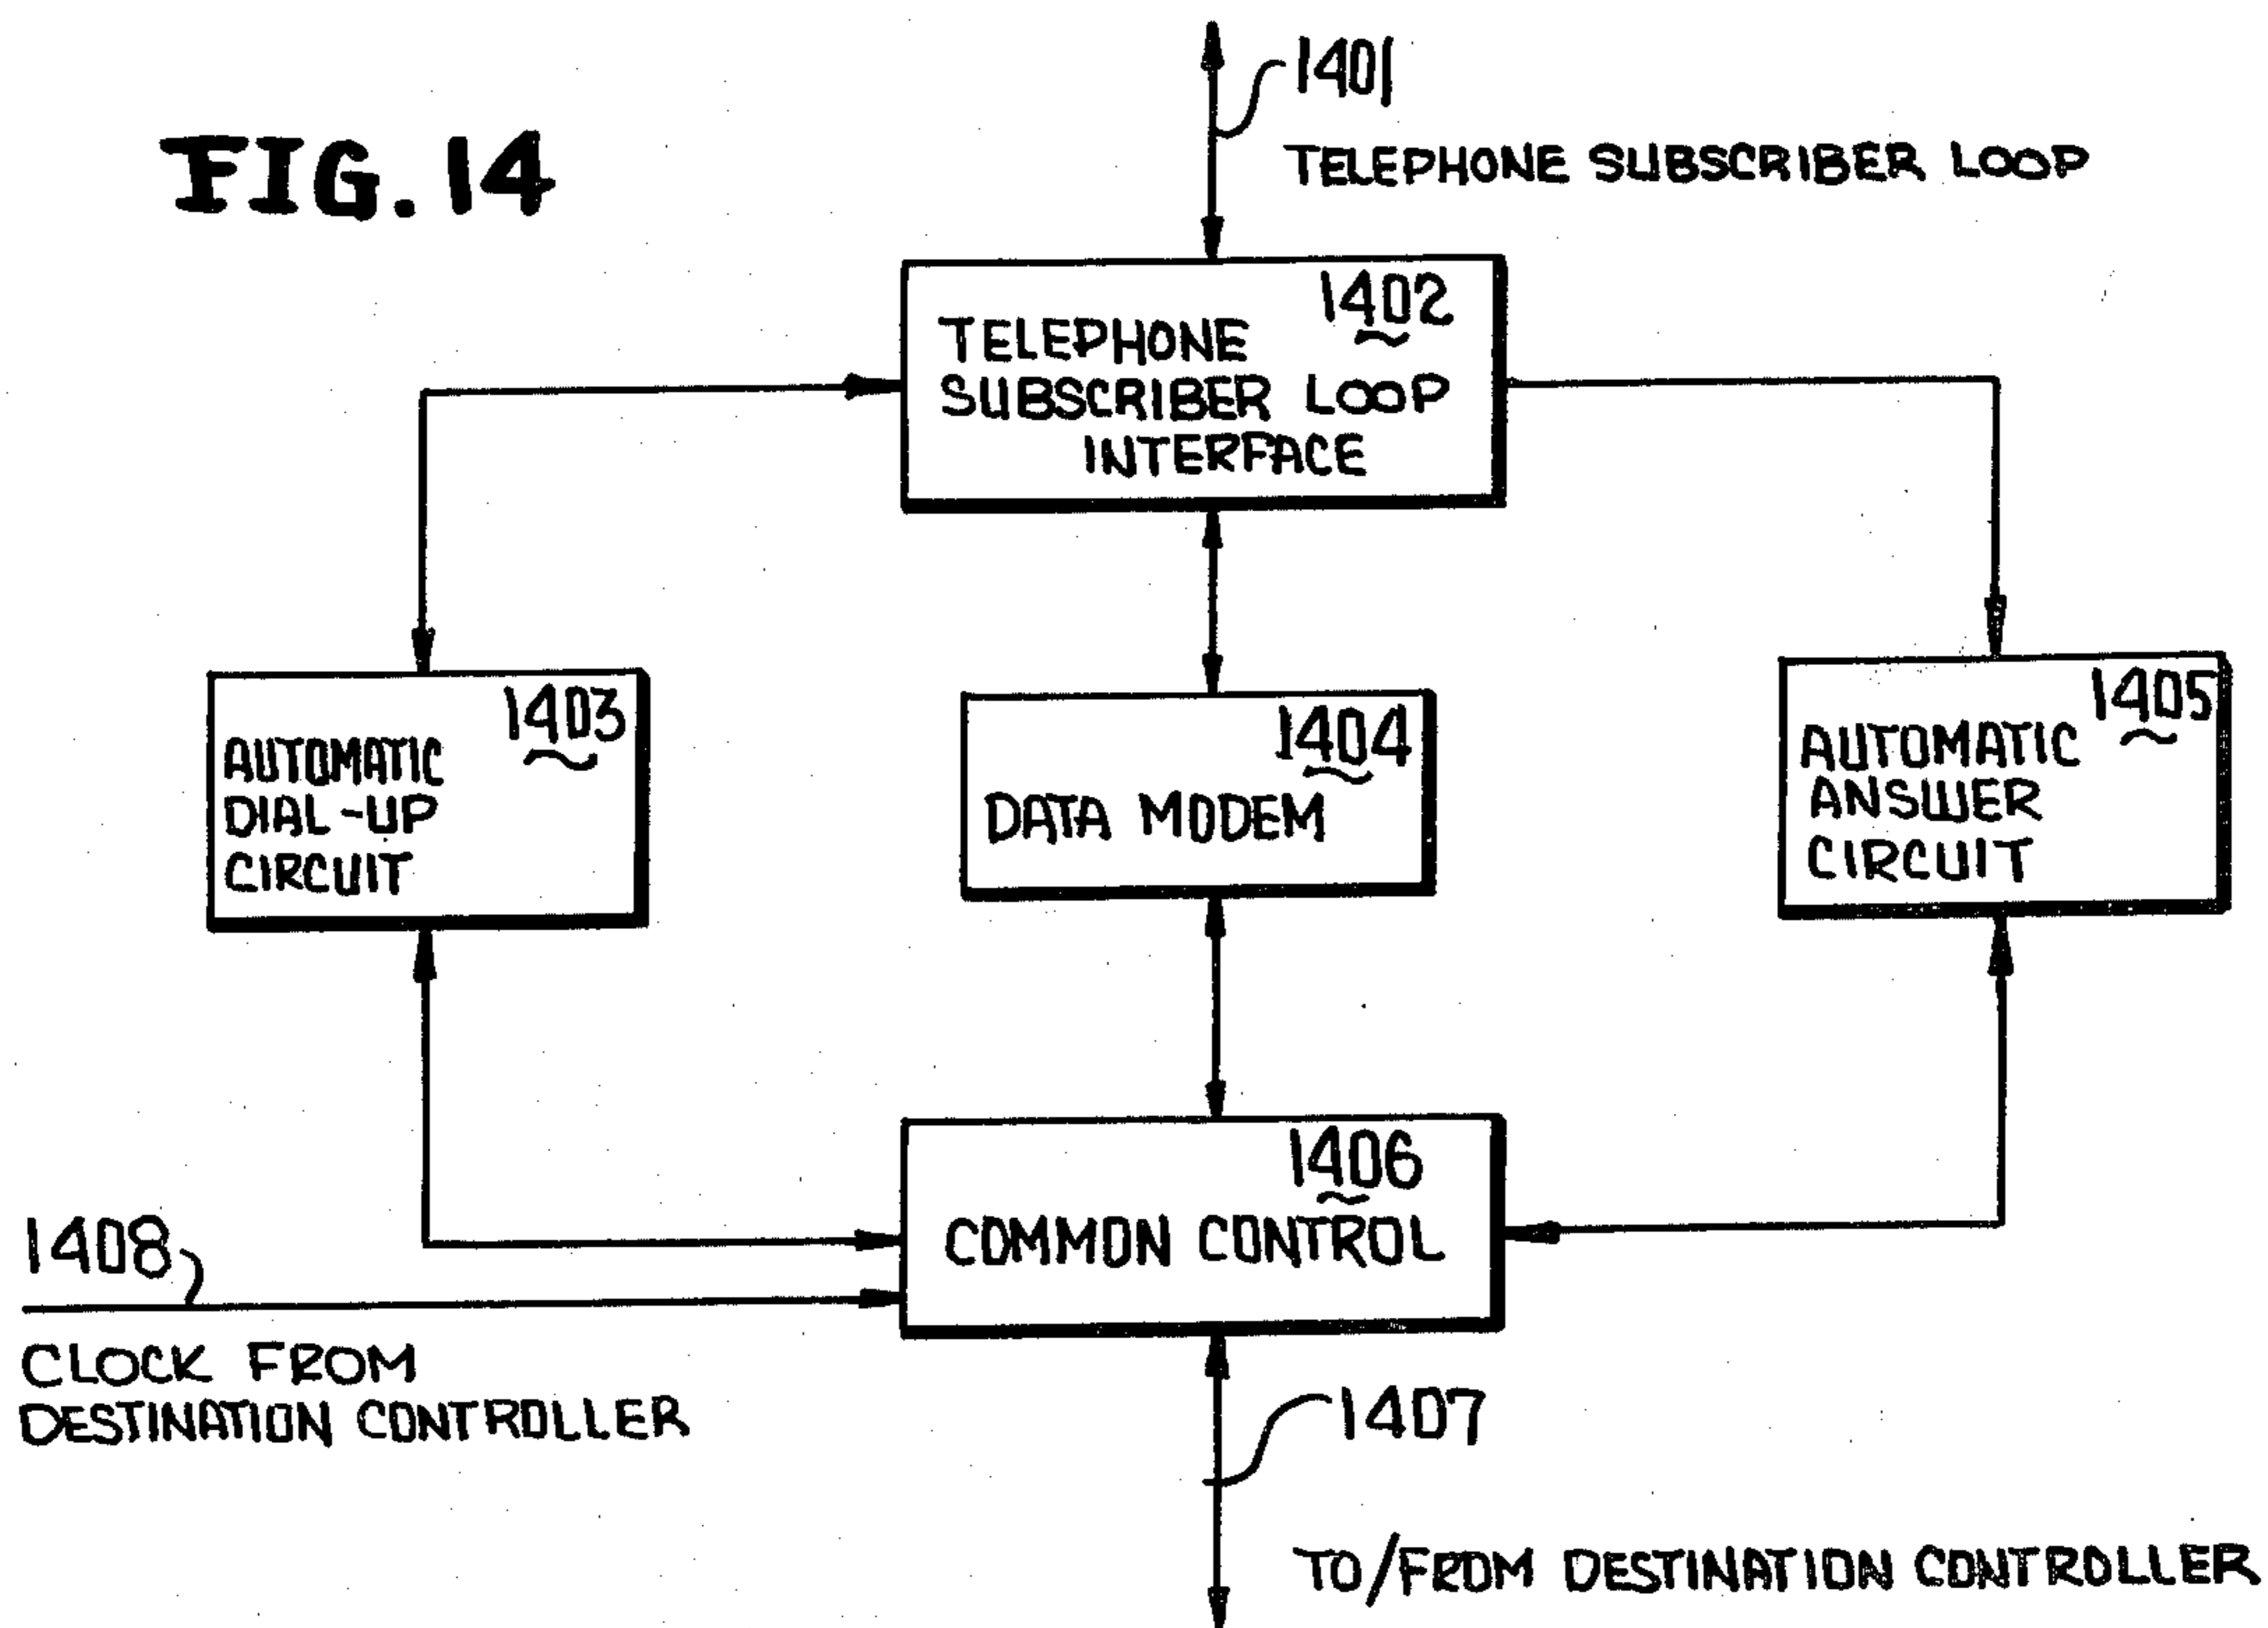 FIG. 14
1401
TELEPHONE SUBSCRIBER LOOP
1402
TELEPHONE
SUBSCRIBER LOOP
INTERFACE
1403
AUTOMATIC
DIAL-UP
CIRCUIT
1404
DATA MODEM
1405
AUTOMATIC
ANSWER
CIRCUIT
1406
COMMON CONTROL
1408
CLOCK FROM
DESTINATION CONTROLLER
1407
TO/FROM DESTINATION CONTROLLER